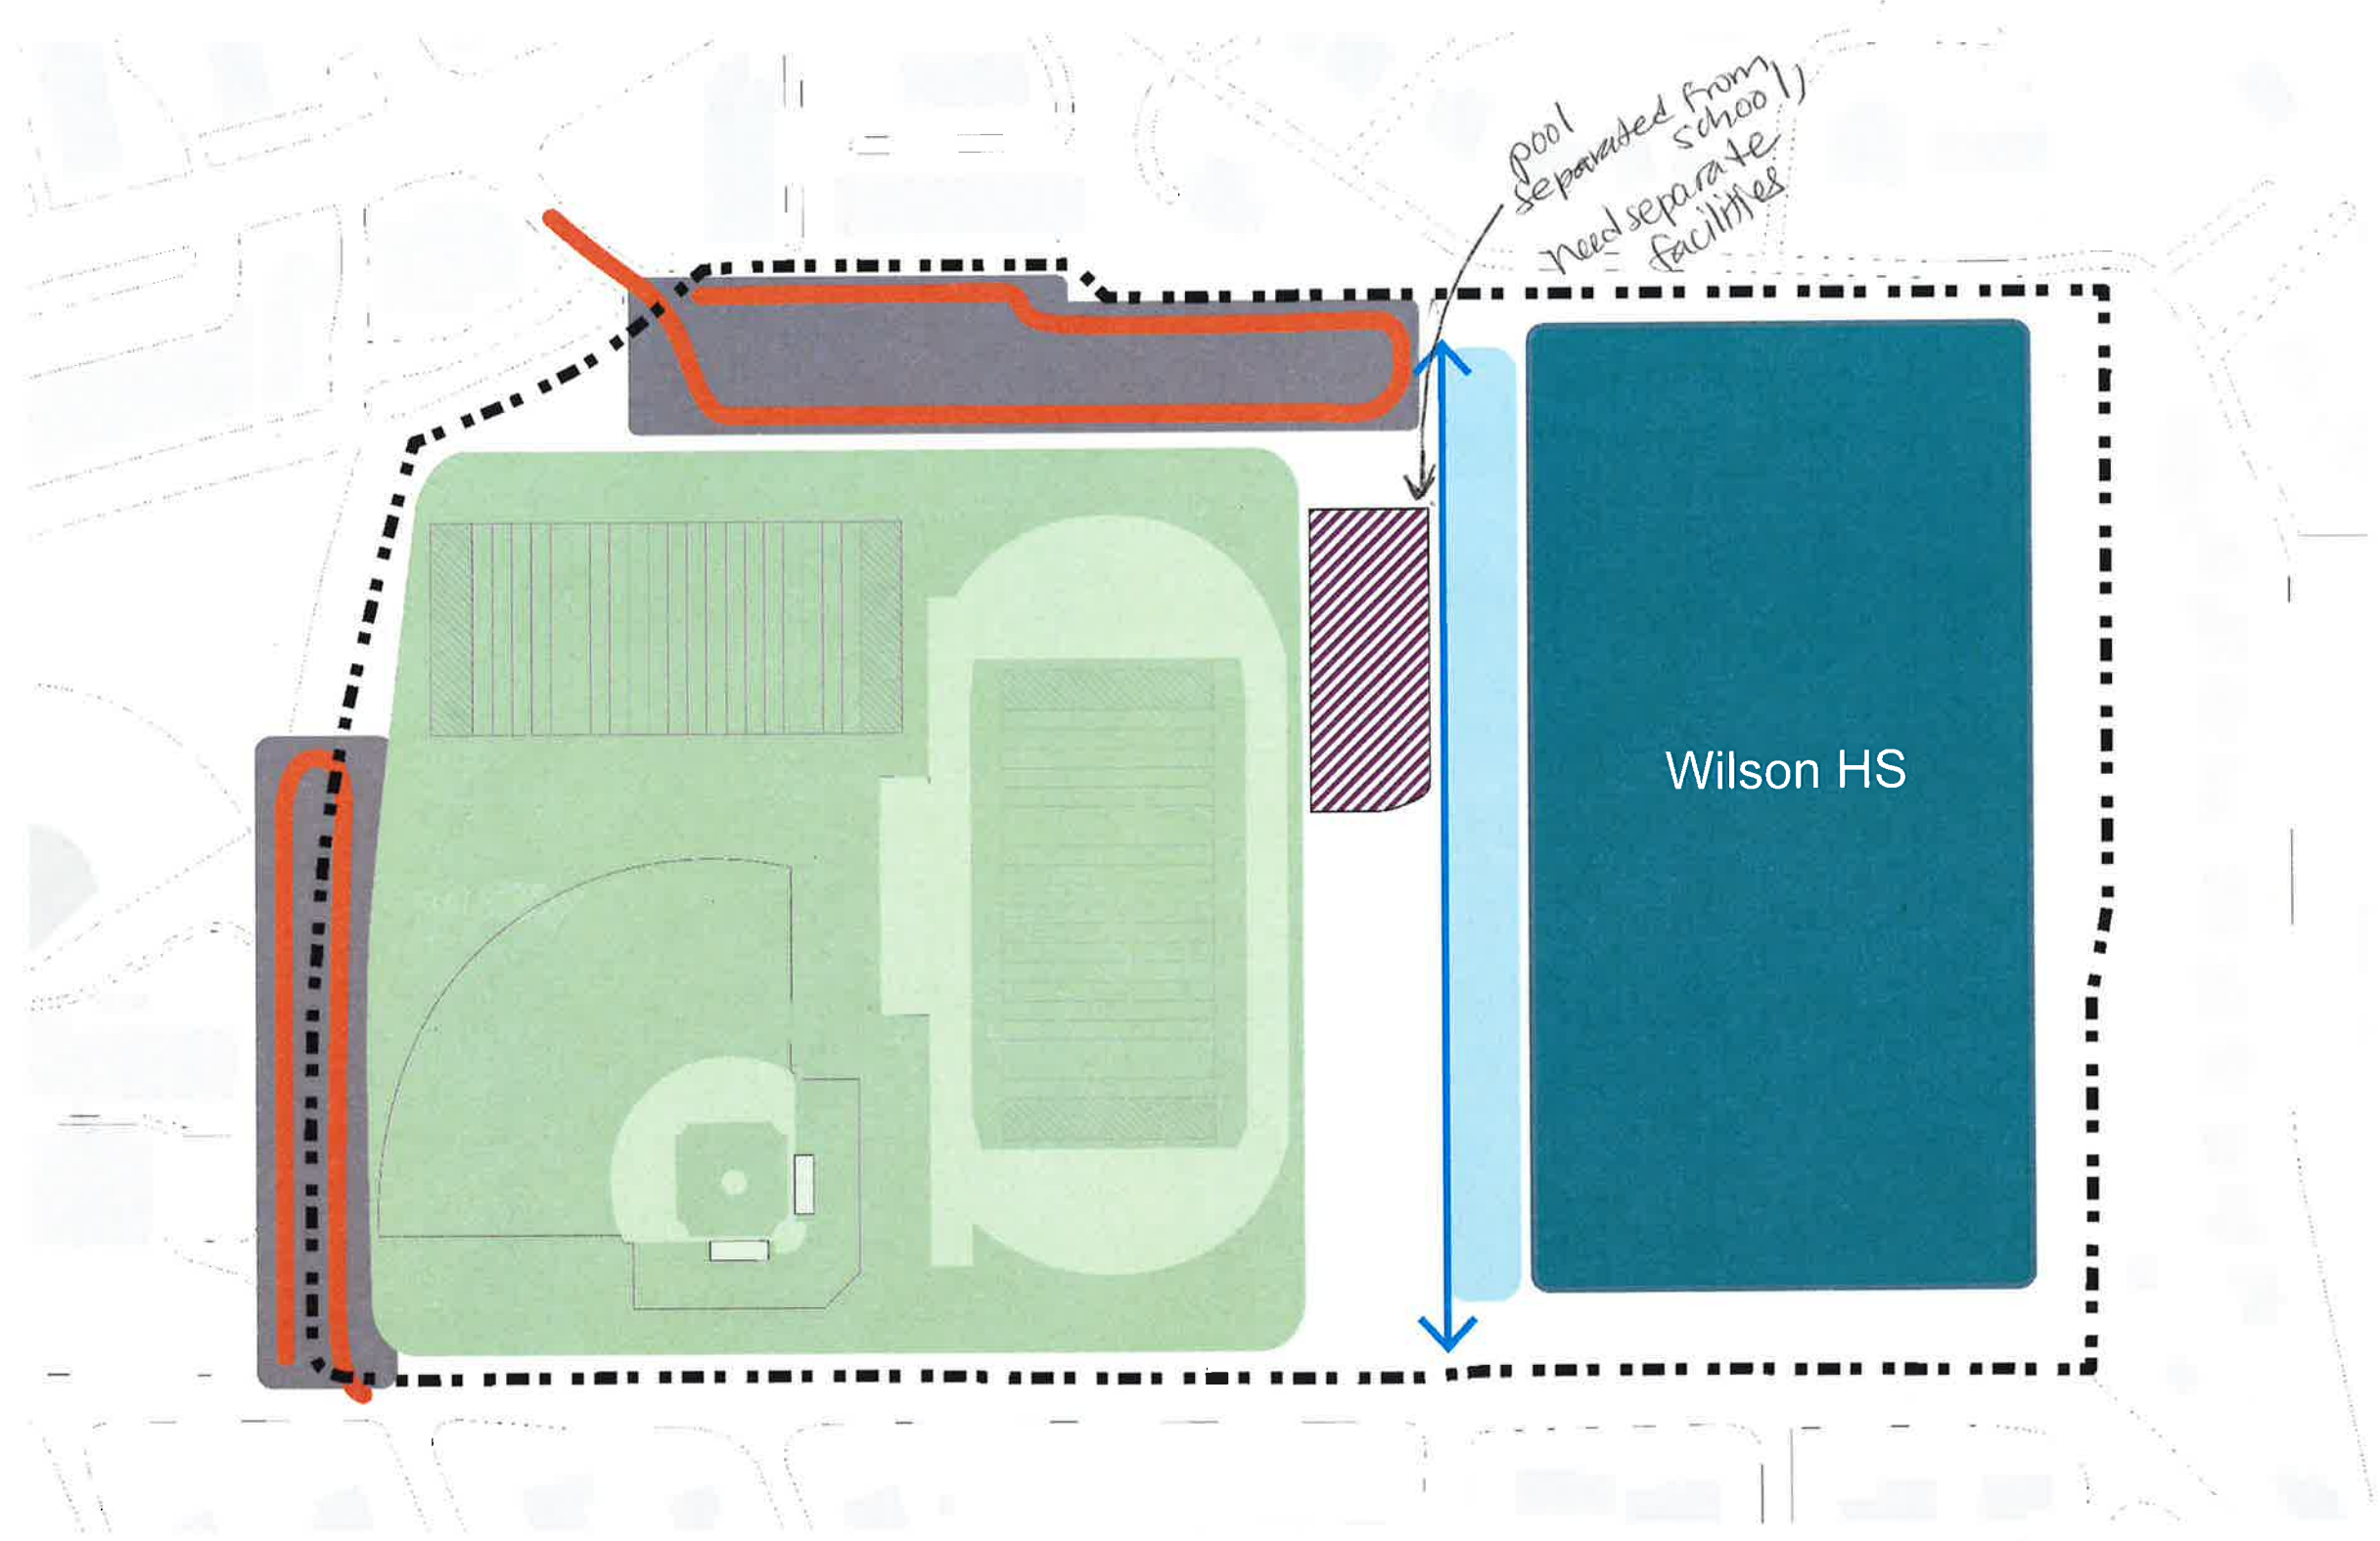 pool
separated from
school,
need separate
facilities
Wilson HS